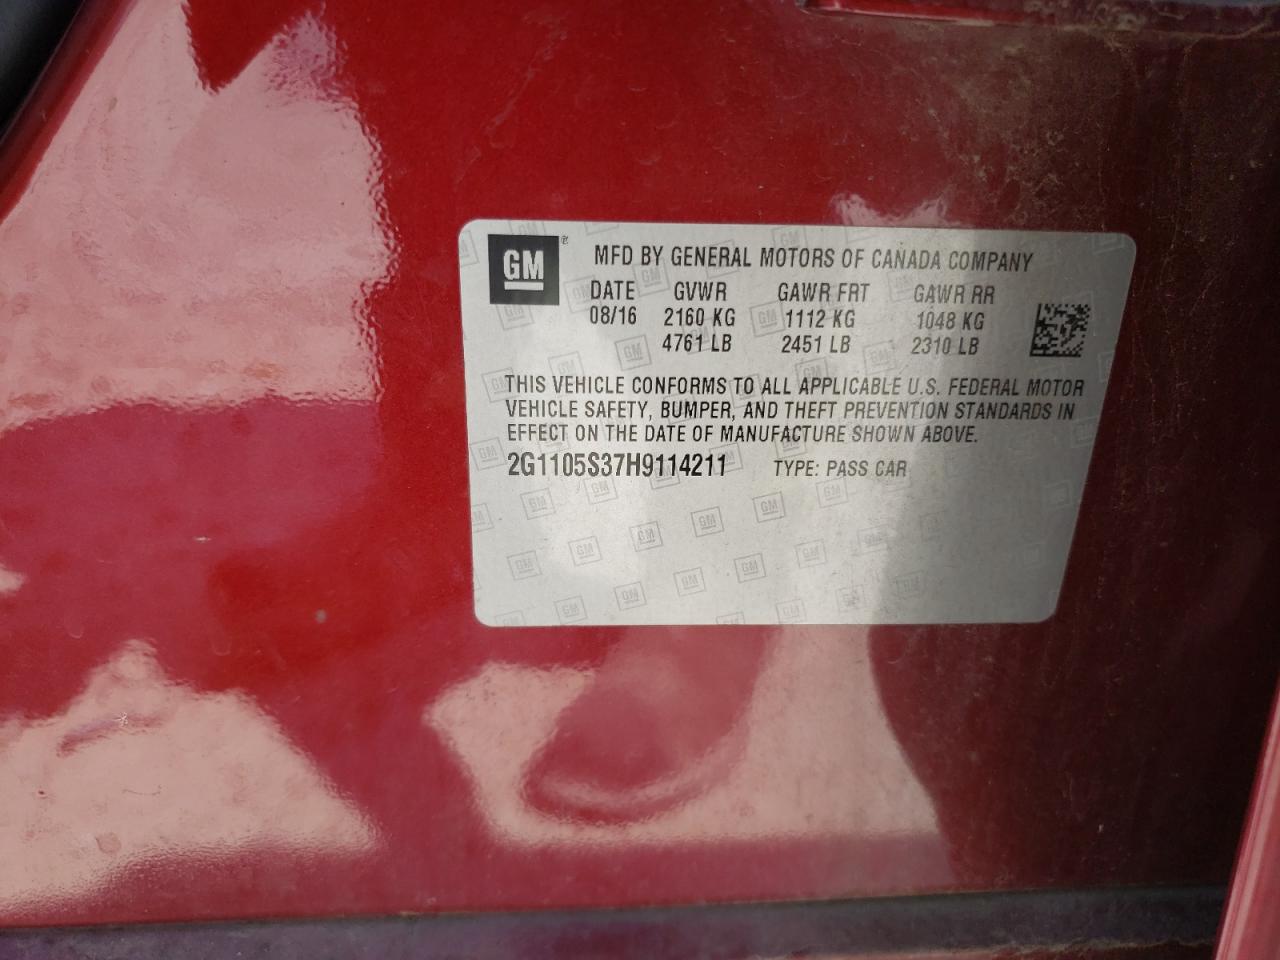 GM®
MFD BY GENERAL MOTORS OF CANADA COMPANY
DATE GVWR GAWR FRT GAWR RR
08/16 2160 KG 1112 KG 1048 KG
4761 LB 2451 LB 2310 LB
THIS VEHICLE CONFORMS TO ALL APPLICABLE U.S. FEDERAL MOTOR
VEHICLE SAFETY, BUMPER, AND THEFT PREVENTION STANDARDS IN
EFFECT ON THE DATE OF MANUFACTURE SHOWN ABOVE.
2G1105S37H9114211 TYPE: PASS CAR